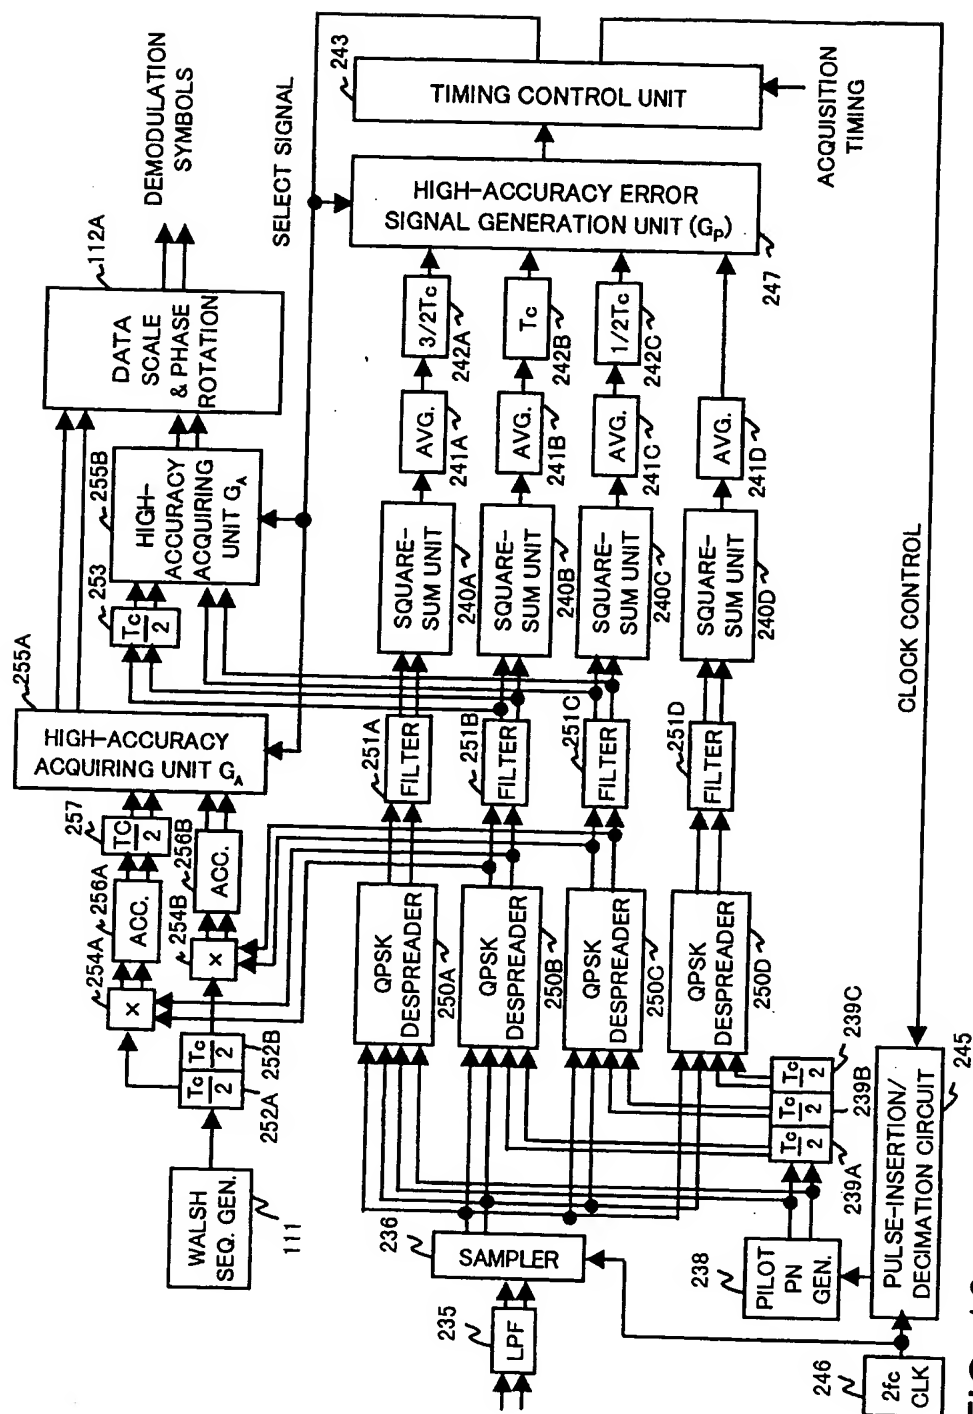 DEMODULATION
SYMBOLS
112A
DATA
SCALE
& PHASE
ROTATION
SELECT SIGNAL
243
TIMING CONTROL UNIT
ACQUISITION
TIMING
HIGH-ACCURACY ERROR
SIGNAL GENERATION UNIT (GP)
247
255B
HIGH-
ACCURACY
ACQUIRING
UNIT GA
253
Tc
2
255A
HIGH-ACCURACY
ACQUIRING UNIT GA
257
TC
2
256A
ACC.
256B
ACC.
254A
×
254B
×
Tc
2
Tc
2
252A
252B
WALSH
SEQ. GEN.
111
3/2Tc
242A
Tc
242B
1/2Tc
242C
AVG.
241A
AVG.
241B
AVG.
241C
AVG.
241D
SQUARE-
SUM UNIT
240A
SQUARE-
SUM UNIT
240B
SQUARE-
SUM UNIT
240C
SQUARE-
SUM UNIT
240D
251A
FILTER
251B
FILTER
251C
FILTER
251D
FILTER
QPSK
DESPREADER
250A
QPSK
DESPREADER
250B
QPSK
DESPREADER
250C
QPSK
DESPREADER
250D
Tc
2
Tc
2
Tc
2
239A
239B
239C
236
SAMPLER
235
LPF
238
PILOT
PN
GEN.
CLOCK CONTROL
PULSE-INSERTION/
DECIMATION CIRCUIT
245
246
2fc
CLK